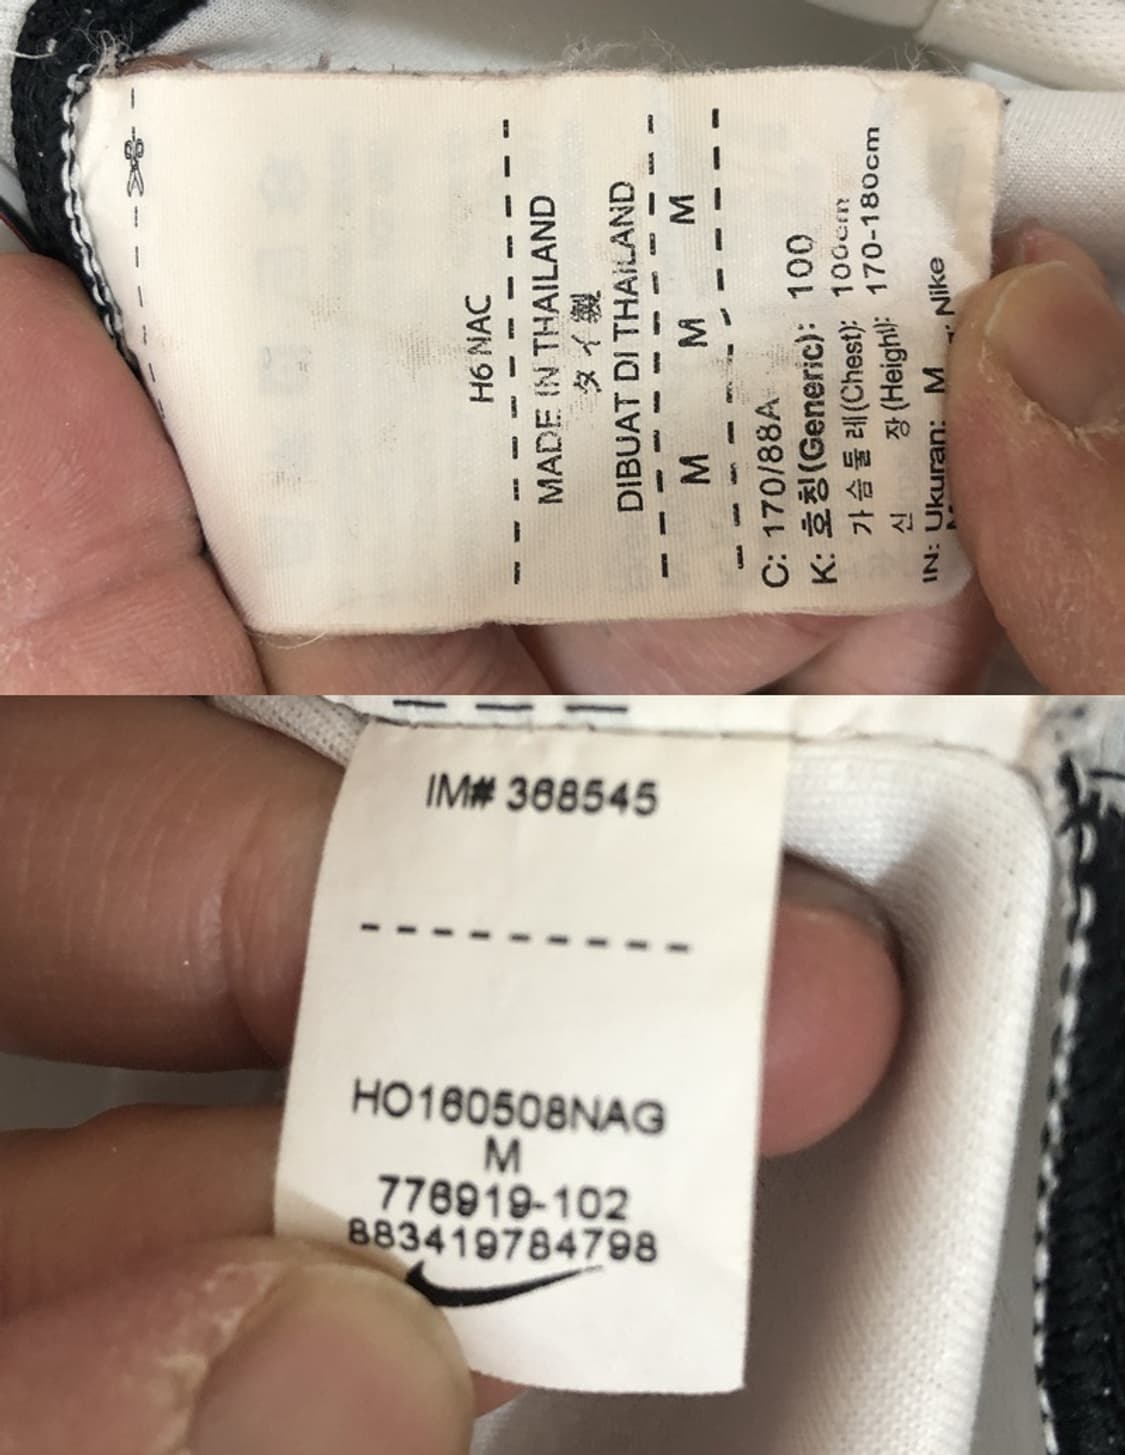 H6 NAC
MADE IN THAILAND
タイ製
DIBUAT DI THAILAND
M M M
C: 170/88A
K: 호칭(Generic): 100
가슴둘레(Chest): 100cm
신 장(Height): 170-180cm
IN: Ukuran: M
Nike
IM# 368545
HO160508NAG
M
776919-102
883419784798